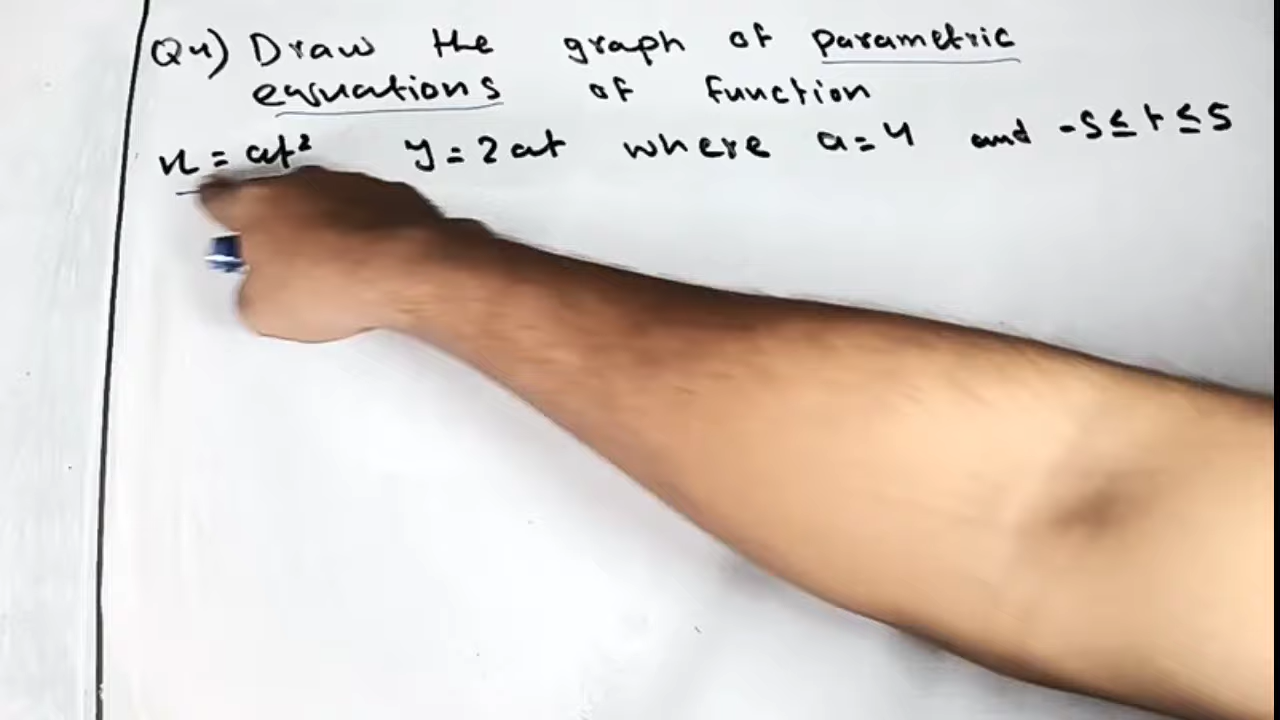 Q4) Draw the graph of parametric
equations of function
x = at² y = 2at where a = 4 and -5 ≤ t ≤ 5